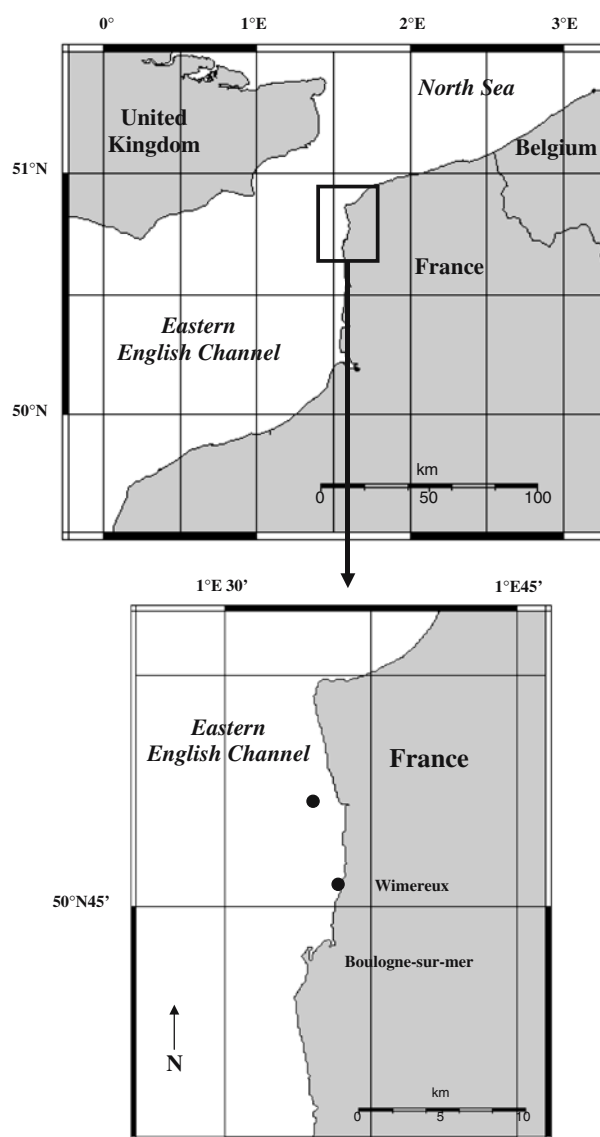 0° 1°E 2°E 3°E
North Sea
United
Kingdom
Belgium
51°N
France
Eastern
English Channel
50°N
km
0 50 100
1°E 30’ 1°E45’
Eastern
English Channel
France
Wimereux
50°N45’
Boulogne-sur-mer
N
km
0 5 10